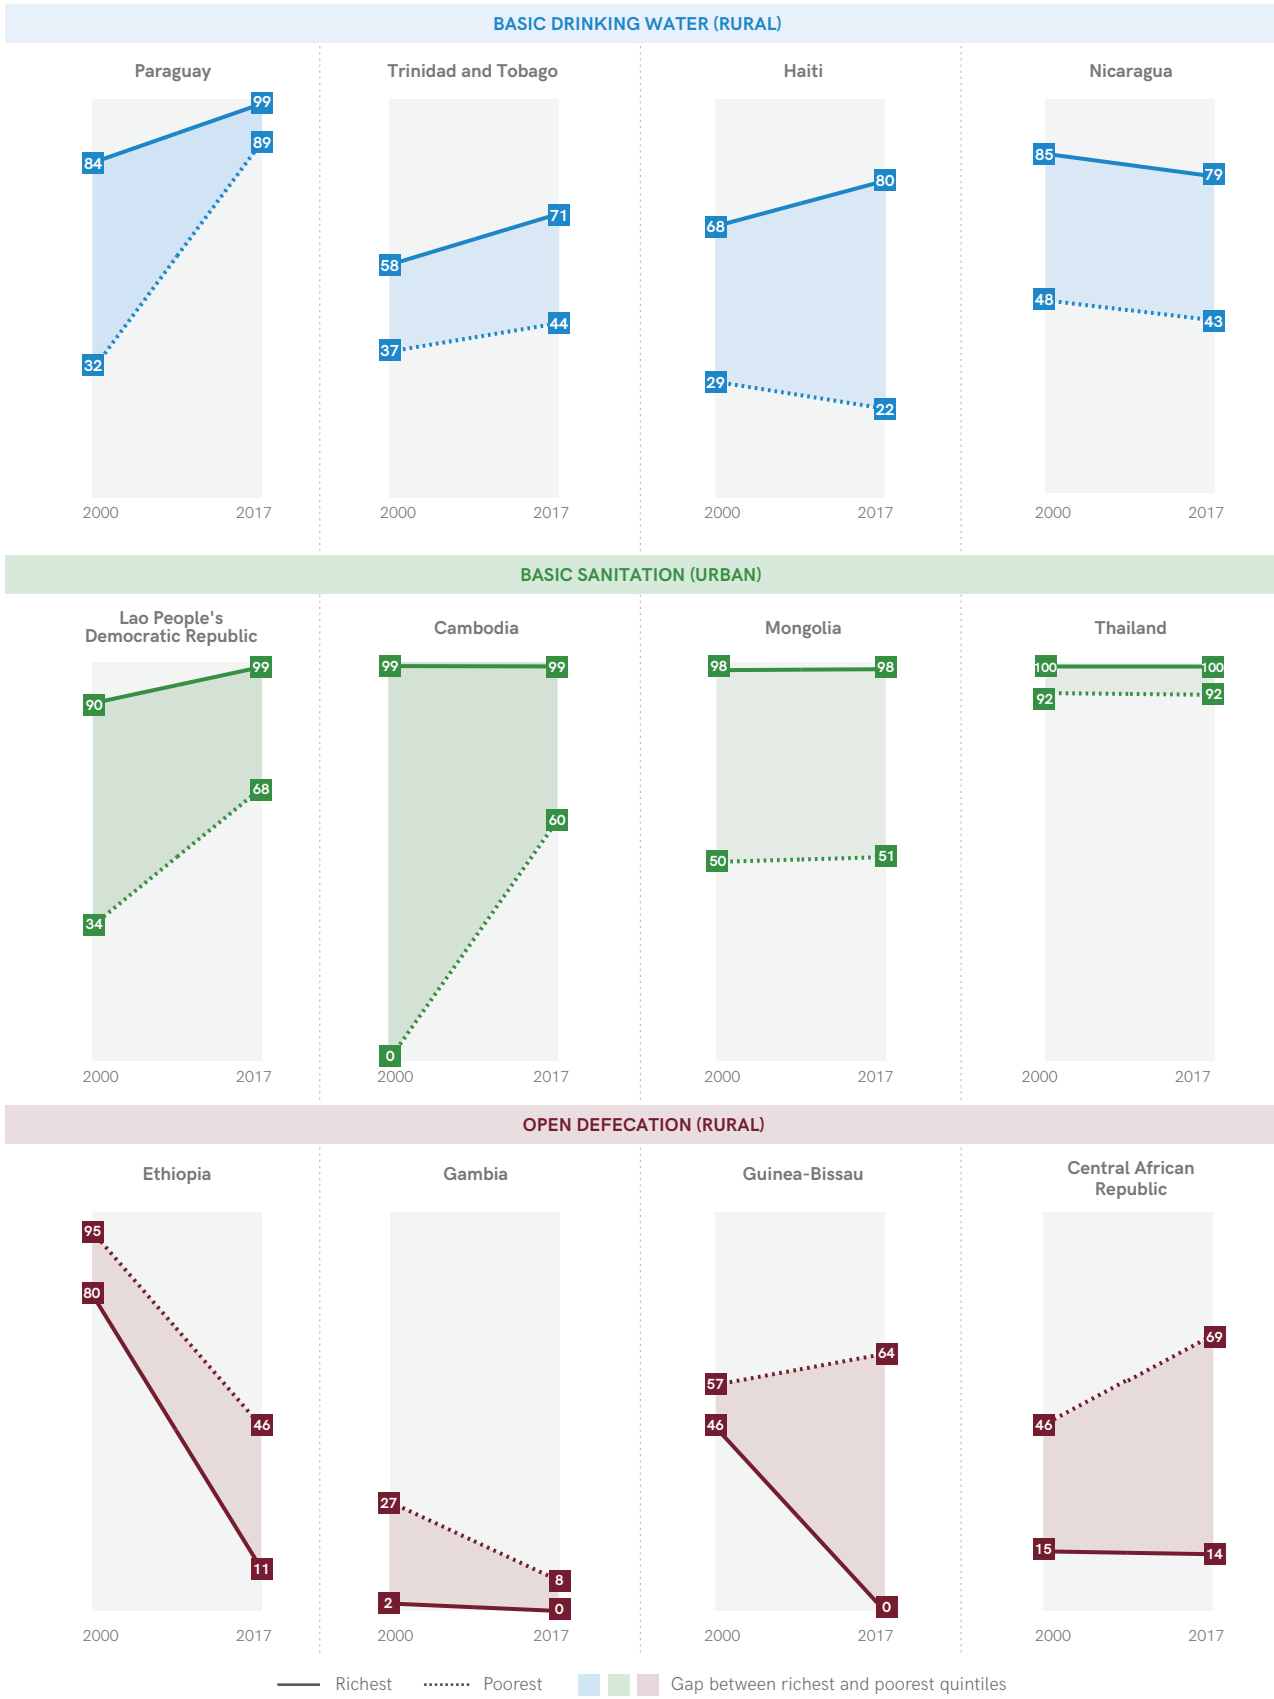 BASIC DRINKING WATER (RURAL)
Paraguay
Trinidad and Tobago
Haiti
Nicaragua
99
89
84
32
71
58
44
37
80
68
29
22
85
79
48
43
2000 2017
2000 2017
2000 2017
2000 2017
BASIC SANITATION (URBAN)
Lao People's
Democratic Republic
Cambodia
Mongolia
Thailand
99
90
68
34
99 99
60
0
98 98
50 51
100 100
92 92
2000 2017
2000 2017
2000 2017
2000 2017
OPEN DEFECATION (RURAL)
Ethiopia
Gambia
Guinea-Bissau
Central African
Republic
95
80
46
11
27
8
2 0
64
57
46
0
69
46
15 14
2000 2017
2000 2017
2000 2017
2000 2017
Richest Poorest Gap between richest and poorest quintiles